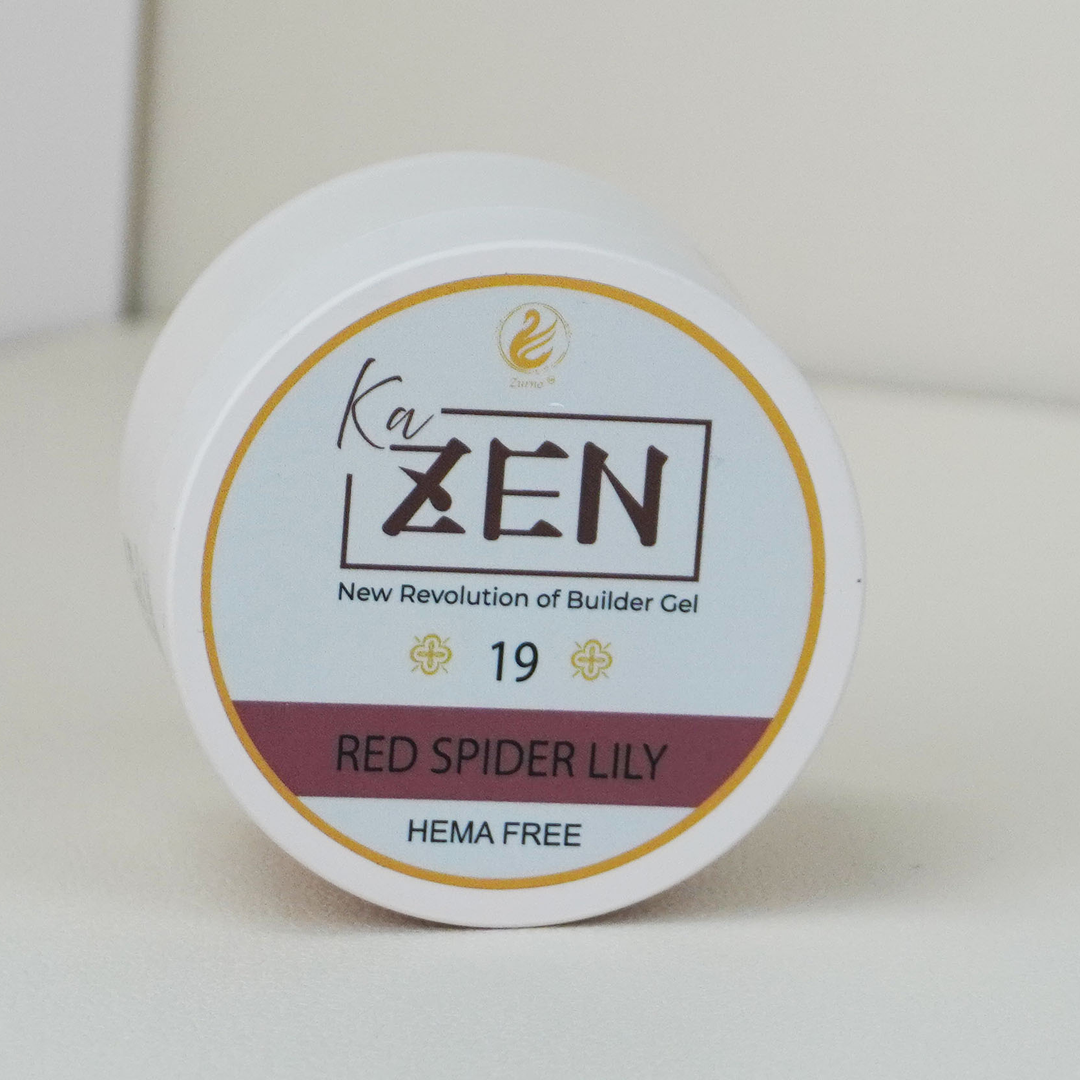 Zurno
Ka
ZEN
New Revolution of Builder Gel
19
RED SPIDER LILY
HEMA FREE